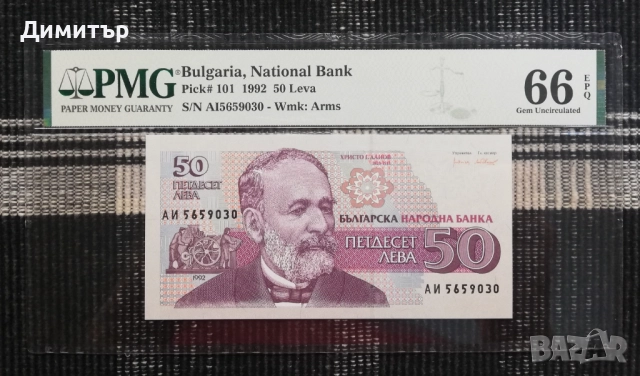 Димитър
PMG® Bulgaria, National Bank
Pick# 101 1992 50 Leva
PAPER MONEY GUARANTY S/N AI5659030 - Wmk: Arms
66 EPQ
Gem Uncirculated
50
ПЕТДЕСЕТ
ЛЕВА
АИ 5659030
1992
ХРИСТО Г. ДАНОВ
БЪЛГАРСКА НАРОДНА БАНКА
ПЕТДЕСЕТ
ЛЕВА
50
АИ 5659030
BAZAR